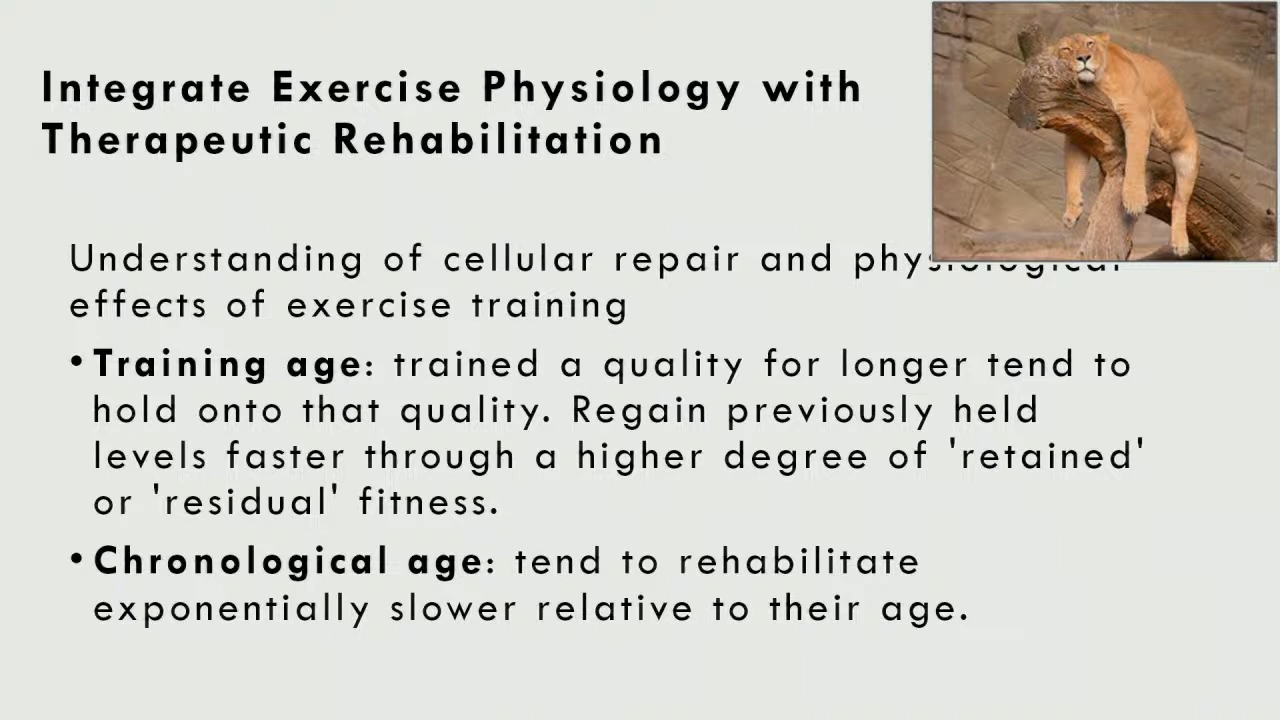 Integrate Exercise Physiology with
Therapeutic Rehabilitation
Understanding of cellular repair and physiological
effects of exercise training
• Training age: trained a quality for longer tend to
hold onto that quality. Regain previously held
levels faster through a higher degree of 'retained'
or 'residual' fitness.
• Chronological age: tend to rehabilitate
exponentially slower relative to their age.